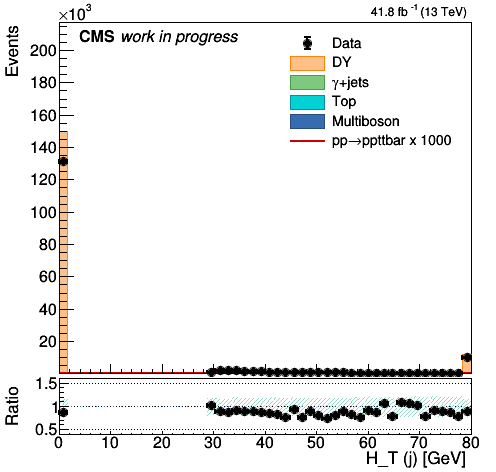 ×10³
41.8 fb⁻¹ (13 TeV)
CMS work in progress
Events
Data
DY
γ+jets
Top
Multiboson
pp→ppttbar x 1000
200
180
160
140
120
100
80
60
40
20
Ratio
1.5
1
0.5
0 10 20 30 40 50 60 70 80
H_T (j) [GeV]